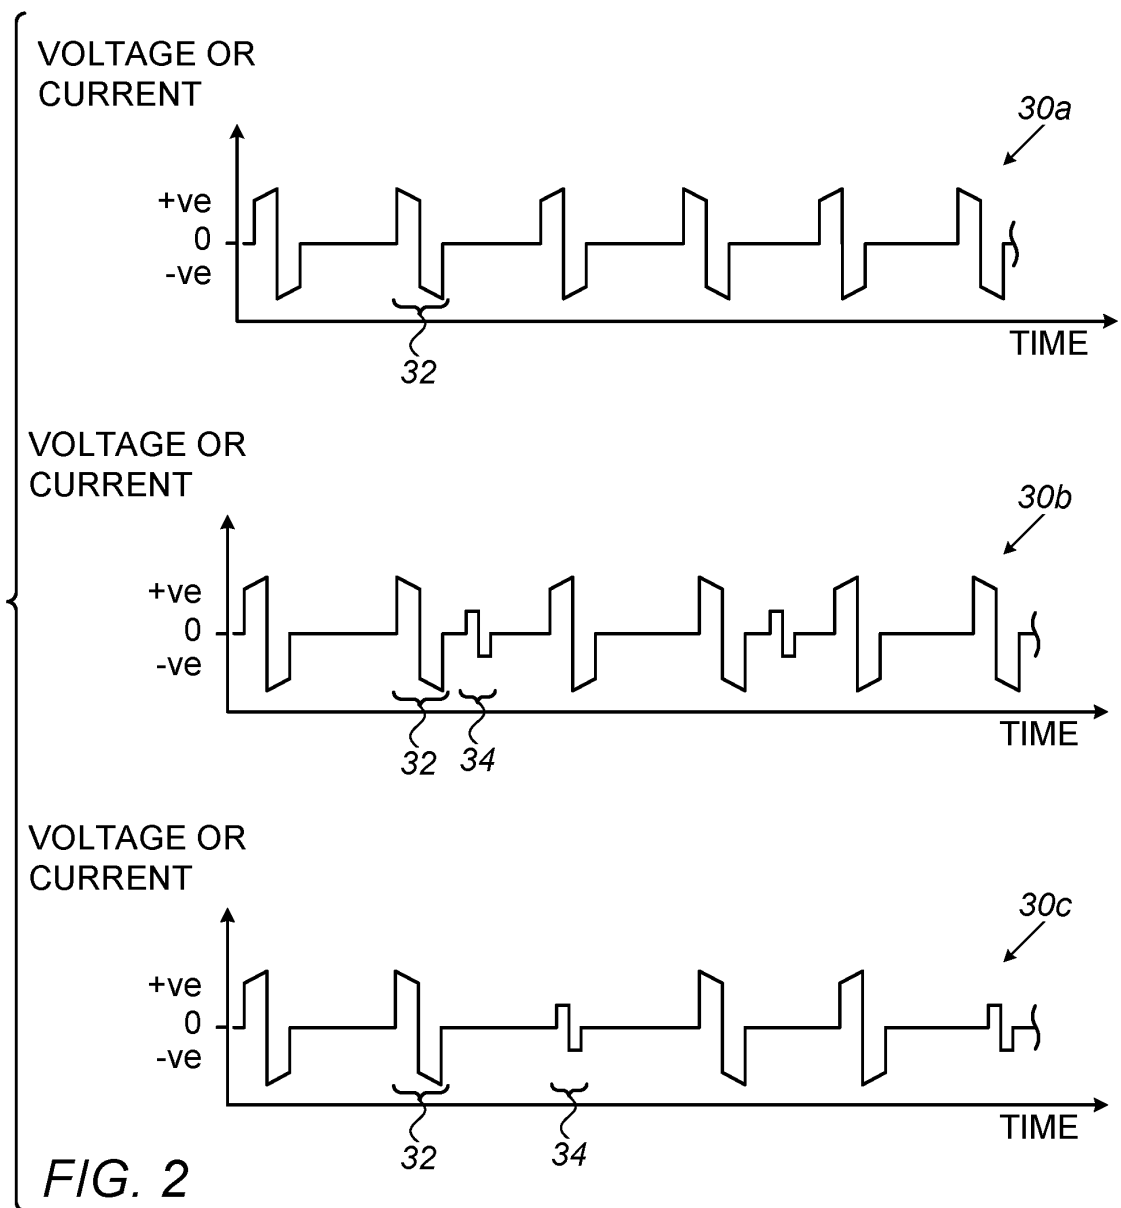 VOLTAGE OR
CURRENT
30a
+ve
0
-ve
TIME
32
VOLTAGE OR
CURRENT
30b
+ve
0
-ve
TIME
32 34
VOLTAGE OR
CURRENT
30c
+ve
0
-ve
TIME
32 34
FIG. 2